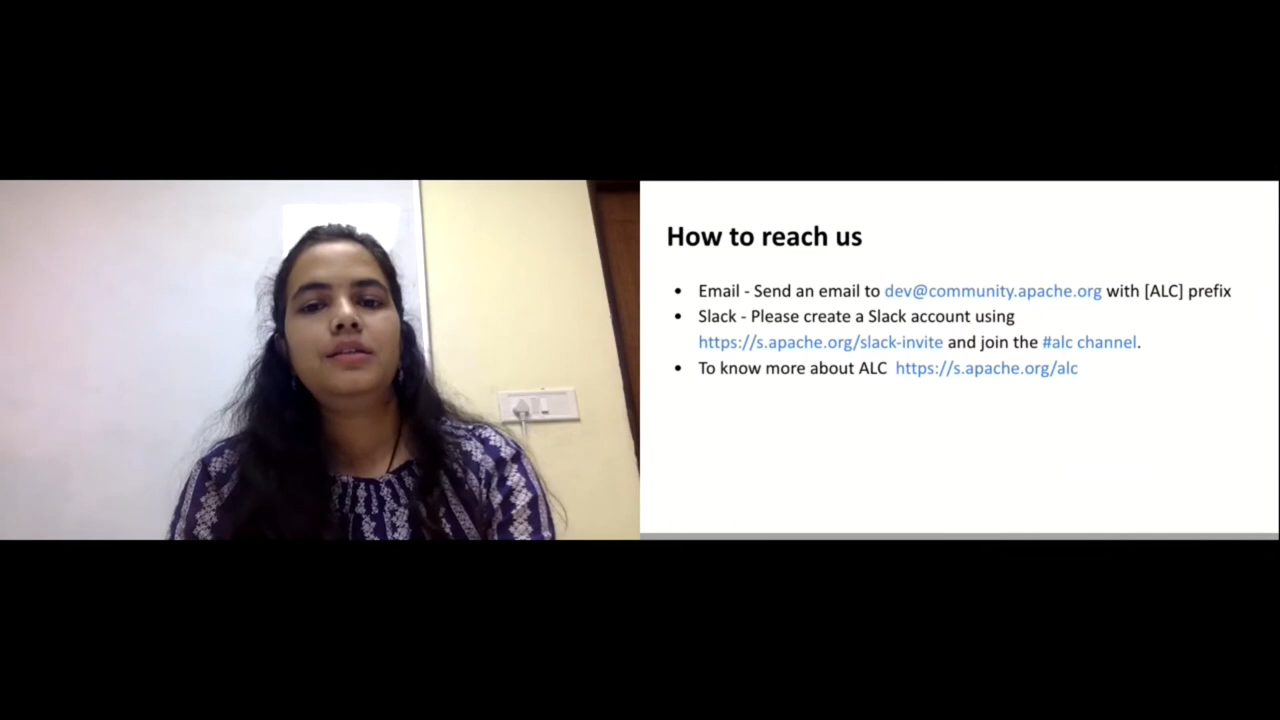 How to reach us
• Email - Send an email to dev@community.apache.org with [ALC] prefix
• Slack - Please create a Slack account using
https://s.apache.org/slack-invite and join the #alc channel.
• To know more about ALC https://s.apache.org/alc